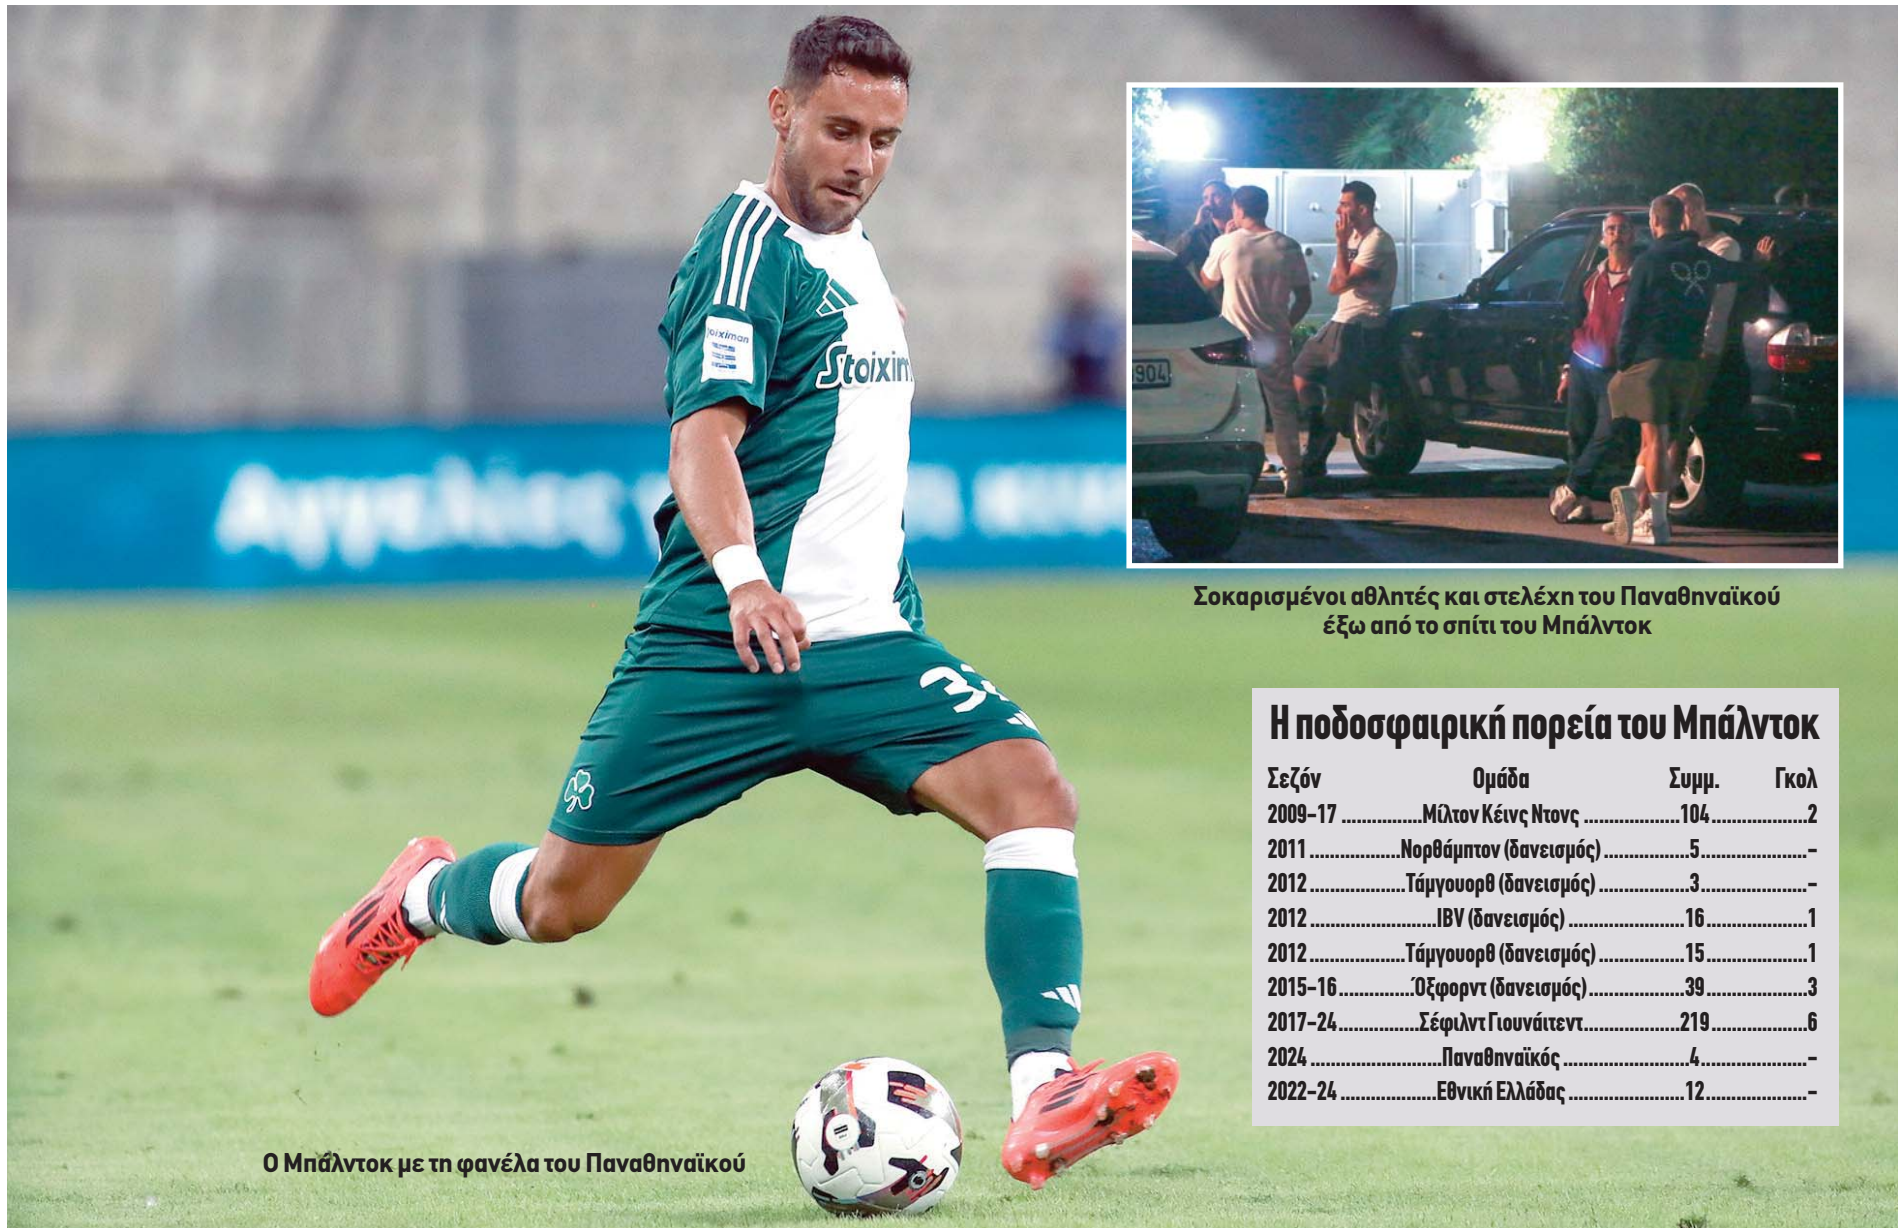 Αγγελίες
Stoixim
3
904
Σοκαρισμένοι αθλητές και στελέχη του Παναθηναϊκού
έξω από το σπίτι του Μπάλντοκ
Η ποδοσφαιρική πορεία του Μπάλντοκ
Σεζόν Ομάδα Συμμ. Γκολ
2009-17 ................Μίλτον Κέινς Ντονς ...................104...................2
2011 ..................Νορθάμπτον (δανεισμός) .................5.....................-
2012 ...................Τάμγουορθ (δανεισμός) ..................3.....................-
2012 .........................IBV (δανεισμός) .......................16....................1
2012 ...................Τάμγουορθ (δανεισμός) .................15....................1
2015-16...............Όξφορντ (δανεισμός)...................39....................3
2017-24................Σέφιλντ Γιουνάιτεντ...................219...................6
2024 ..........................Παναθηναϊκός .........................4.....................-
2022-24 ...................Εθνική Ελλάδας .......................12....................-
Ο Μπάλντοκ με τη φανέλα του Παναθηναϊκού